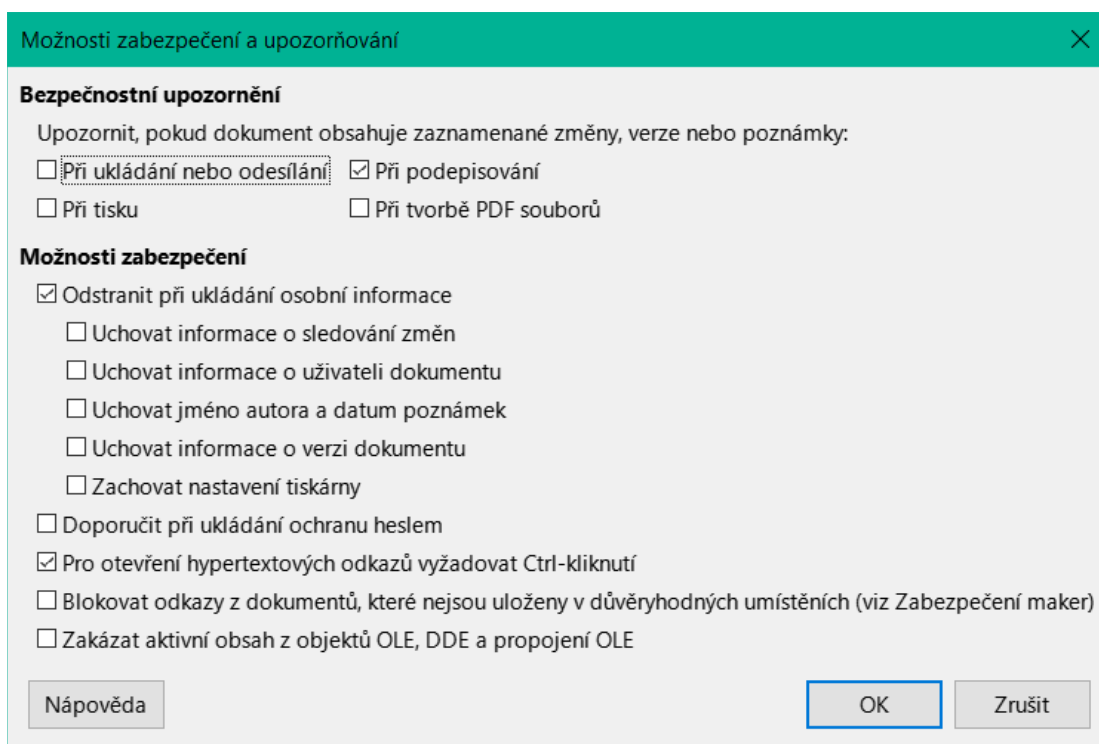 Možnosti zabezpečení a upozorňování
Bezpečnostní upozornění
Upozornit, pokud dokument obsahuje zaznamenané změny, verze nebo poznámky:
Při ukládání nebo odesílání Při podepisování
Při tisku Při tvorbě PDF souborů
Možnosti zabezpečení
Odstranit při ukládání osobní informace
Uchovat informace o sledování změn
Uchovat informace o uživateli dokumentu
Uchovat jméno autora a datum poznámek
Uchovat informace o verzi dokumentu
Zachovat nastavení tiskárny
Doporučit při ukládání ochranu heslem
Pro otevření hypertextových odkazů vyžadovat Ctrl-kliknutí
Blokovat odkazy z dokumentů, které nejsou uloženy v důvěryhodných umístěních (viz Zabezpečení maker)
Zakázat aktivní obsah z objektů OLE, DDE a propojení OLE
Nápověda OK Zrušit